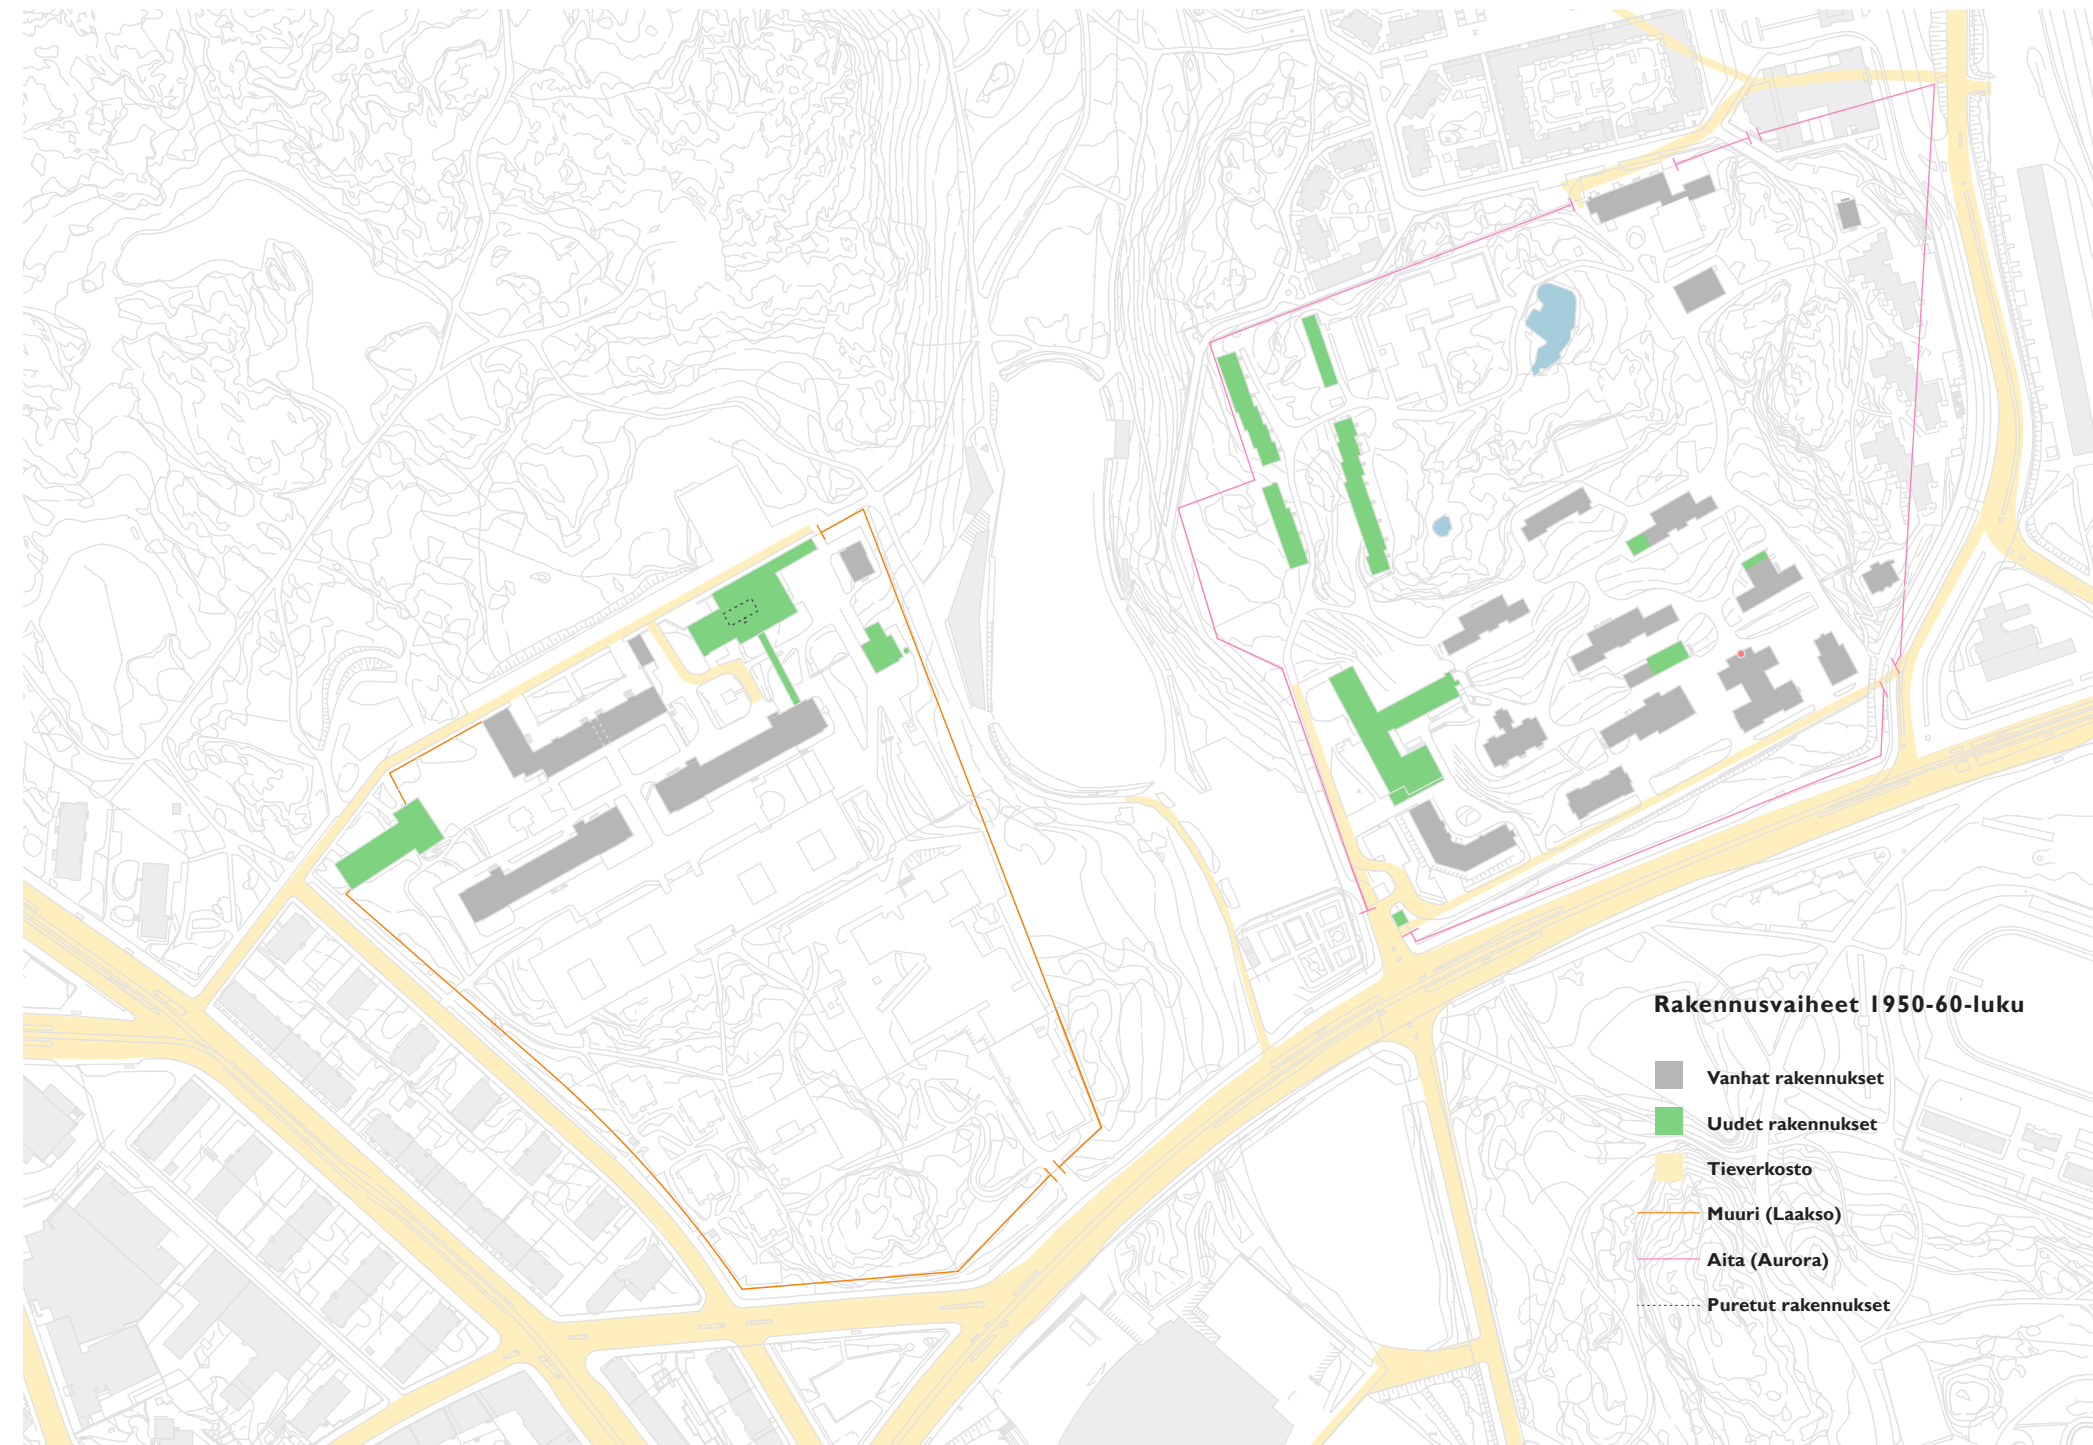 Rakennusvaiheet 1950-60-luku
Vanhat rakennukset
Uudet rakennukset
Tieverkosto
Muuri (Laakso)
Aita (Aurora)
Puretut rakennukset